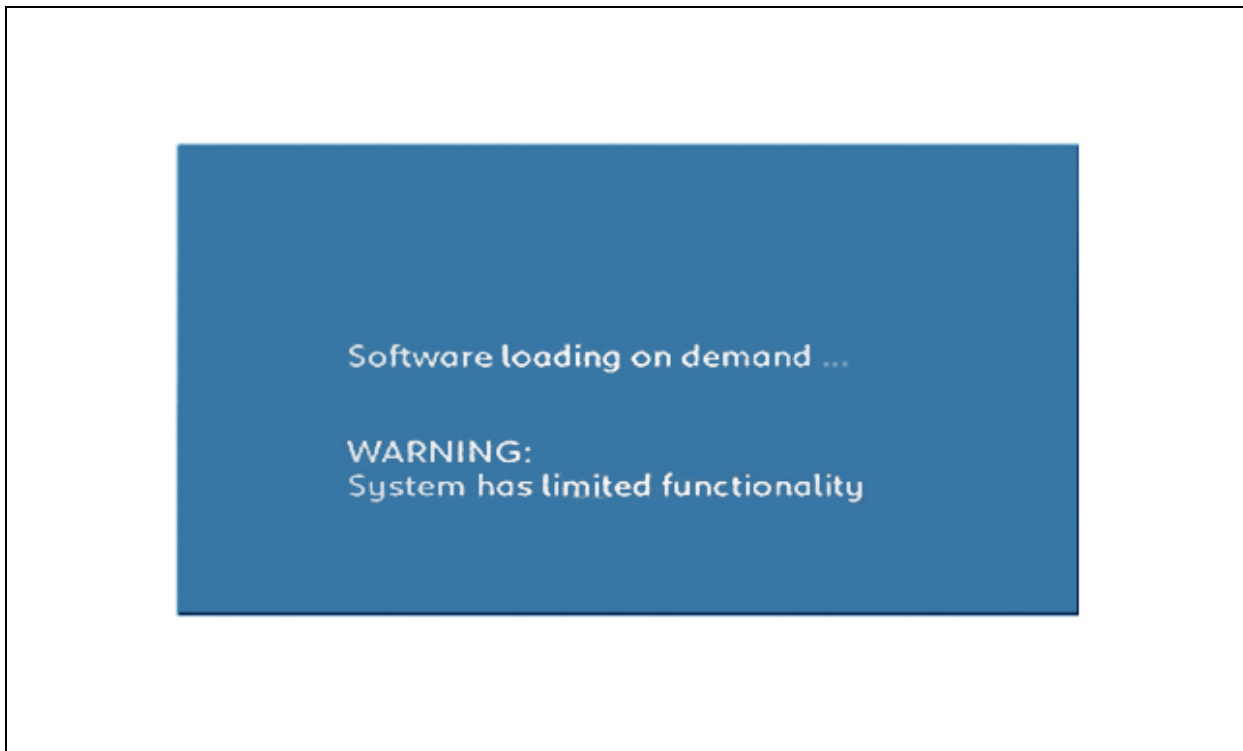 Software loading on demand ...
WARNING:
System has limited functionality